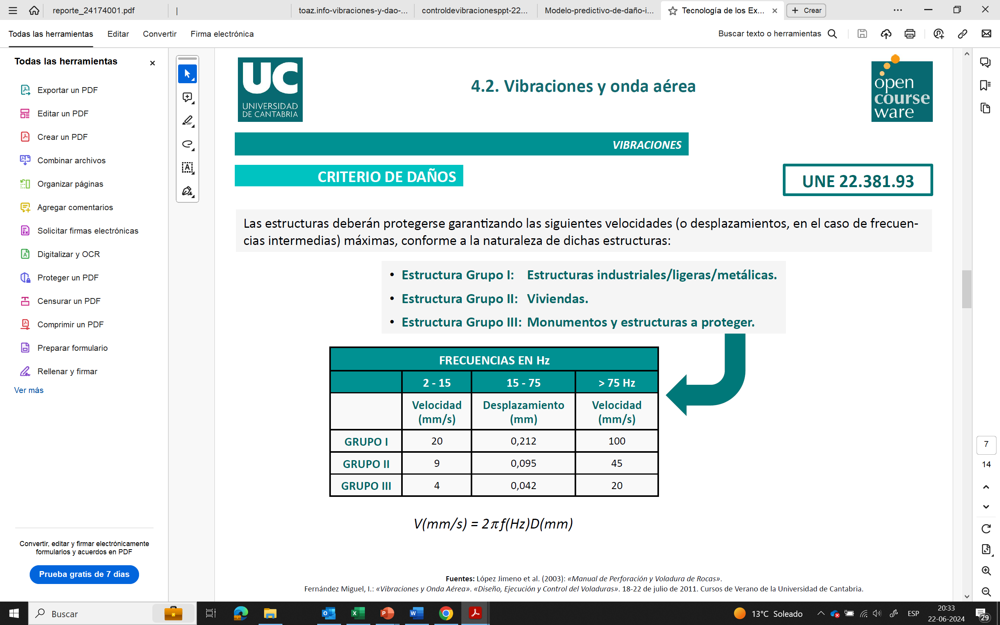 reporte_24174001.pdf
toaz.info-vibraciones-y-dao-...
controldevibracionesppt-22...
Modelo-predictivo-de-daño-i...
Tecnología de los Ex...
Crear
Todas las herramientas
Editar
Convertir
Firma electrónica
Buscar texto o herramientas
Todas las herramientas
Exportar un PDF
Editar un PDF
Crear un PDF
Combinar archivos
Organizar páginas
Agregar comentarios
Solicitar firmas electrónicas
Digitalizar y OCR
Proteger un PDF
Censurar un PDF
Comprimir un PDF
Preparar formulario
Rellenar y firmar
Ver más
Convertir, editar y firmar electrónicamente
formularios y acuerdos en PDF
Prueba gratis de 7 días
UC
UNIVERSIDAD
DE CANTABRIA
4.2. Vibraciones y onda aérea
open
course
ware
VIBRACIONES
CRITERIO DE DAÑOS
UNE 22.381.93
Las estructuras deberán protegerse garantizando las siguientes velocidades (o desplazamientos, en el caso de frecuen-
cias intermedias) máximas, conforme a la naturaleza de dichas estructuras:
• Estructura Grupo I: Estructuras industriales/ligeras/metálicas.
• Estructura Grupo II: Viviendas.
• Estructura Grupo III: Monumentos y estructuras a proteger.
FRECUENCIAS EN Hz
2 - 15 15 - 75 > 75 Hz
Velocidad Desplazamiento Velocidad
(mm/s) (mm) (mm/s)
GRUPO I 20 0,212 100
GRUPO II 9 0,095 45
GRUPO III 4 0,042 20
V(mm/s) = 2πf(Hz)D(mm)
Fuentes: López Jimeno et al. (2003): «Manual de Perforación y Voladura de Rocas».
Fernández Miguel, I.: «Vibraciones y Onda Aérea». «Diseño, Ejecución y Control del Voladuras». 18-22 de julio de 2011. Cursos de Verano de la Universidad de Cantabria.
7
14
Buscar
13°C Soleado
ESP
20:33
22-06-2024
29